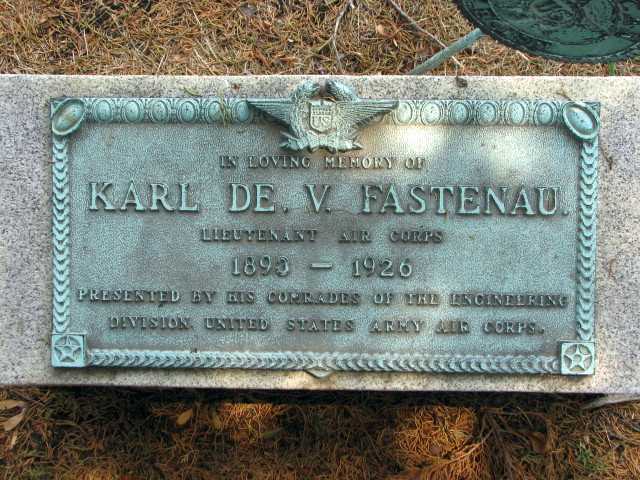 US
IN LOVING MEMORY OF
KARL DE. V. FASTENAU.
LIEUTENANT AIR CORPS
1893 — 1926
PRESENTED BY HIS COMRADES OF THE ENGINEERING
DIVISION, UNITED STATES ARMY AIR CORPS.